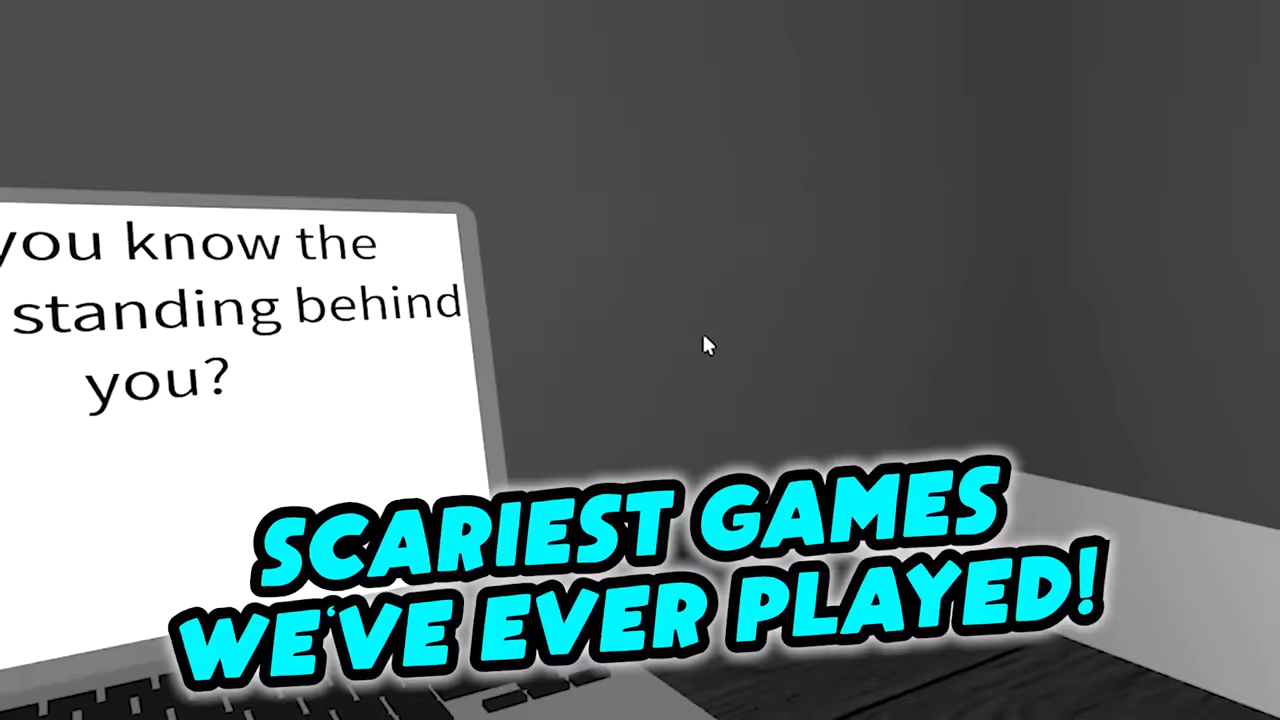 you know the
standing behind
you?
SCARIEST GAMES
WE'VE EVER PLAYED!